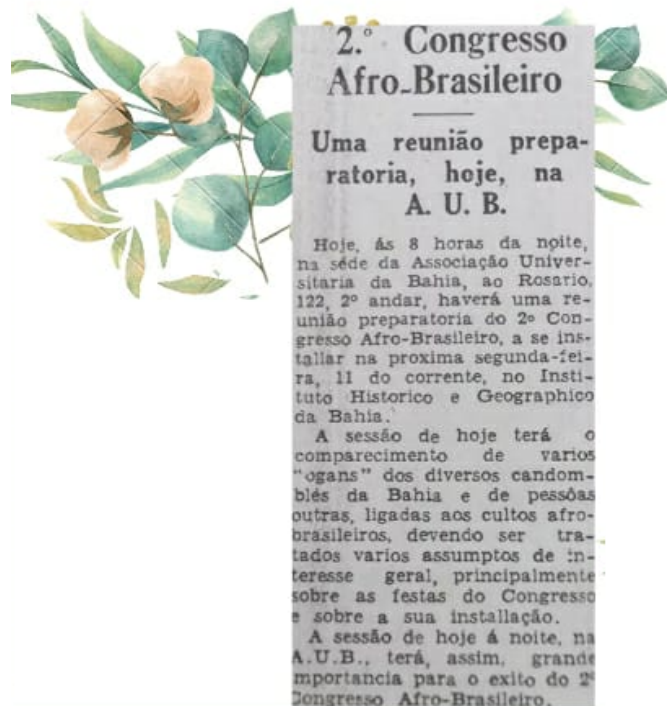 2.º Congresso
Afro-Brasileiro
Uma reunião prepa-
ratoria, hoje, na
A. U. B.
Hoje, ás 8 horas da noite,
na séde da Associação Univer-
sitaria da Bahia, ao Rosario,
122, 2º andar, haverá uma re-
união preparatoria do 2º Con-
gresso Afro-Brasileiro, a se ins-
tallar na proxima segunda-fei-
ra, 11 do corrente, no Insti-
tuto Historico e Geographico
da Bahia.
A sessão de hoje terá o
comparecimento de varios
"ogans" dos diversos candom-
blés da Bahia e de pessôas
outras, ligadas aos cultos afro-
brasileiros, devendo ser tra-
tados varios assumptos de in-
teresse geral, principalmente
sobre as festas do Congresso
e sobre a sua installação.
A sessão de hoje á noite, na
A.U.B., terá, assim, grande
importancia para o exito do 2º
Congresso Afro-Brasileiro.